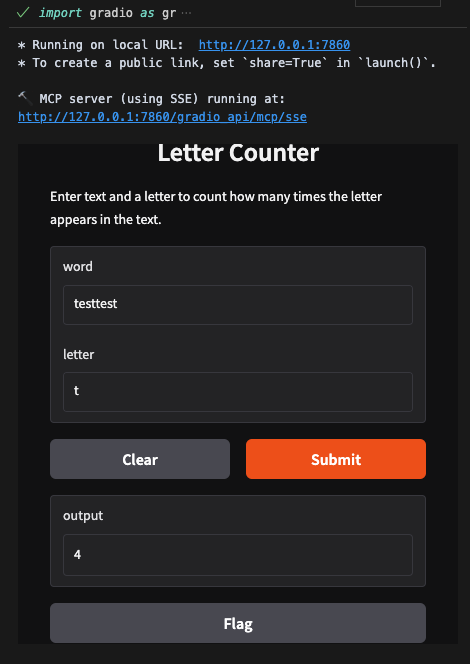 import gradio as gr ...
* Running on local URL: http://127.0.0.1:7860
* To create a public link, set `share=True` in `launch()`.
🔨 MCP server (using SSE) running at:
http://127.0.0.1:7860/gradio_api/mcp/sse
Letter Counter
Enter text and a letter to count how many times the letter
appears in the text.
word
testtest
letter
t
Clear Submit
output
4
Flag